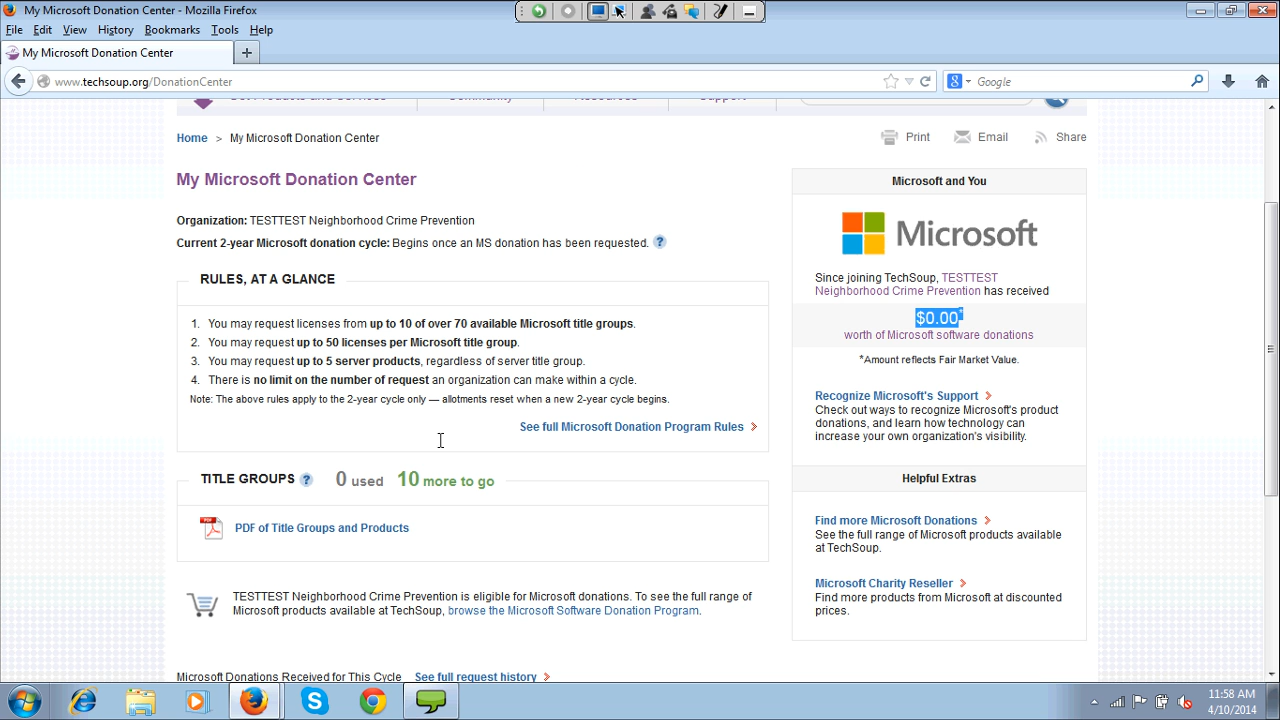 My Microsoft Donation Center - Mozilla Firefox
File Edit View History Bookmarks Tools Help
My Microsoft Donation Center +
www.techsoup.org/DonationCenter
Google
Home > My Microsoft Donation Center
Print Email Share
My Microsoft Donation Center
Organization: TESTTEST Neighborhood Crime Prevention
Current 2-year Microsoft donation cycle: Begins once an MS donation has been requested. ?
RULES, AT A GLANCE
1. You may request licenses from up to 10 of over 70 available Microsoft title groups.
2. You may request up to 50 licenses per Microsoft title group.
3. You may request up to 5 server products, regardless of server title group.
4. There is no limit on the number of request an organization can make within a cycle.
Note: The above rules apply to the 2-year cycle only — allotments reset when a new 2-year cycle begins.
See full Microsoft Donation Program Rules
TITLE GROUPS ? 0 used 10 more to go
PDF of Title Groups and Products
TESTTEST Neighborhood Crime Prevention is eligible for Microsoft donations. To see the full range of
Microsoft products available at TechSoup, browse the Microsoft Software Donation Program.
Microsoft Donations Received for This Cycle See full request history
Microsoft and You
Microsoft
Since joining TechSoup, TESTTEST
Neighborhood Crime Prevention has received
$0.00*
worth of Microsoft software donations
*Amount reflects Fair Market Value.
Recognize Microsoft's Support
Check out ways to recognize Microsoft's product
donations, and learn how technology can
increase your own organization's visibility.
Helpful Extras
Find more Microsoft Donations
See the full range of Microsoft products available
at TechSoup.
Microsoft Charity Reseller
Find more products from Microsoft at discounted
prices.
11:58 AM
4/10/2014